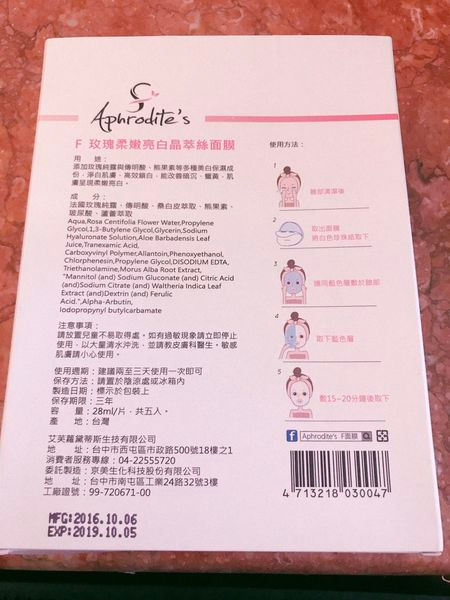 Aphrodite's
F 玫瑰柔嫩亮白晶萃絲面膜
用 途:
添加玫瑰純露與傳明酸、熊果素等多種美白保濕成
份，淨白肌膚，高效鎖白，能改善暗沉、蠟黃，肌
膚呈現柔嫩亮白。
成 分:
法國玫瑰純露、傳明酸、桑白皮萃取、熊果素、
玻尿酸、蘆薈萃取
Aqua,Rosa Centifolia Flower Water,Propylene
Glycol,1,3-Butylene Glycol,Glycerin,Sodium
Hyaluronate Solution,Aloe Barbadensis Leaf
Juice,Tranexamic Acid,
Carboxyvinyl Polymer,Allantoin,Phenoxyethanol,
Chlorphenesin,Propylene Glycol,DISODIUM EDTA,
Triethanolamine,Morus Alba Root Extract,
"Mannitol (and) Sodium Gluconate (and) Citric Acid
(and)Sodium Citrate (and) Waltheria Indica Leaf
Extract (and)Dextrin (and) Ferulic
Acid.",Alpha-Arbutin,
Iodopropynyl butylcarbamate
注意事項:
請放置兒童不易取得處。如有過敏現象請立即停止
使用，以大量清水沖洗，並請教皮膚科醫生。敏感
肌膚請小心使用。
使用週期: 建議兩至三天使用一次即可
保存方法: 請置於陰涼處或冰箱內
製造日期: 標示於包裝上
保存期限: 三年
容 量: 28ml/片，共五入。
產 地: 台灣
艾芙蘿黛蒂斯生技有限公司
地 址: 台中市西屯區市政路500號18樓之1
消費者服務專線: 04-22555720
委託製造: 京美生化科技股份有限公司
地 址: 台中市南屯區工業24路32號3樓
工廠證號: 99-720671-00
MFG:2016.10.06
EXP:2019.10.05
使用方法:
1
臉部清潔後
2
取出面膜
將白色珍珠紙取下
3
連同藍色層敷於臉部
4
取下藍色層
5
敷15~20分鐘後取下
f Aphrodite's F面膜
4 713218 030047